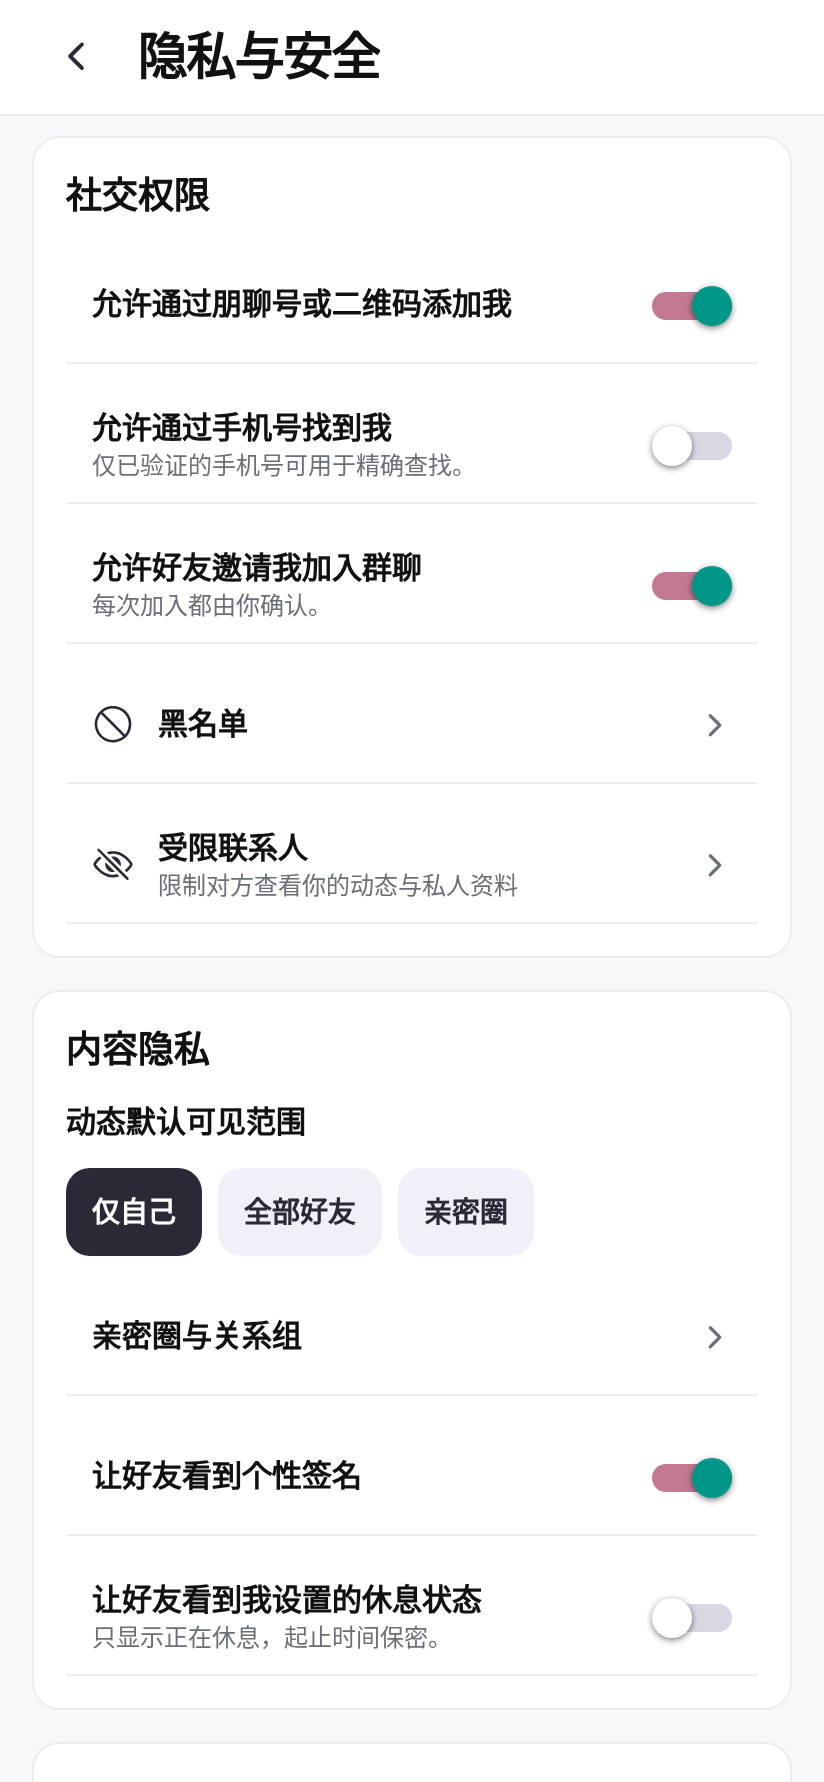 隐私与安全
社交权限
允许通过朋聊号或二维码添加我
允许通过手机号找到我
仅已验证的手机号可用于精确查找。
允许好友邀请我加入群聊
每次加入都由你确认。
黑名单
受限联系人
限制对方查看你的动态与私人资料
内容隐私
动态默认可见范围
仅自己
全部好友
亲密圈
亲密圈与关系组
让好友看到个性签名
让好友看到我设置的休息状态
只显示正在休息，起止时间保密。